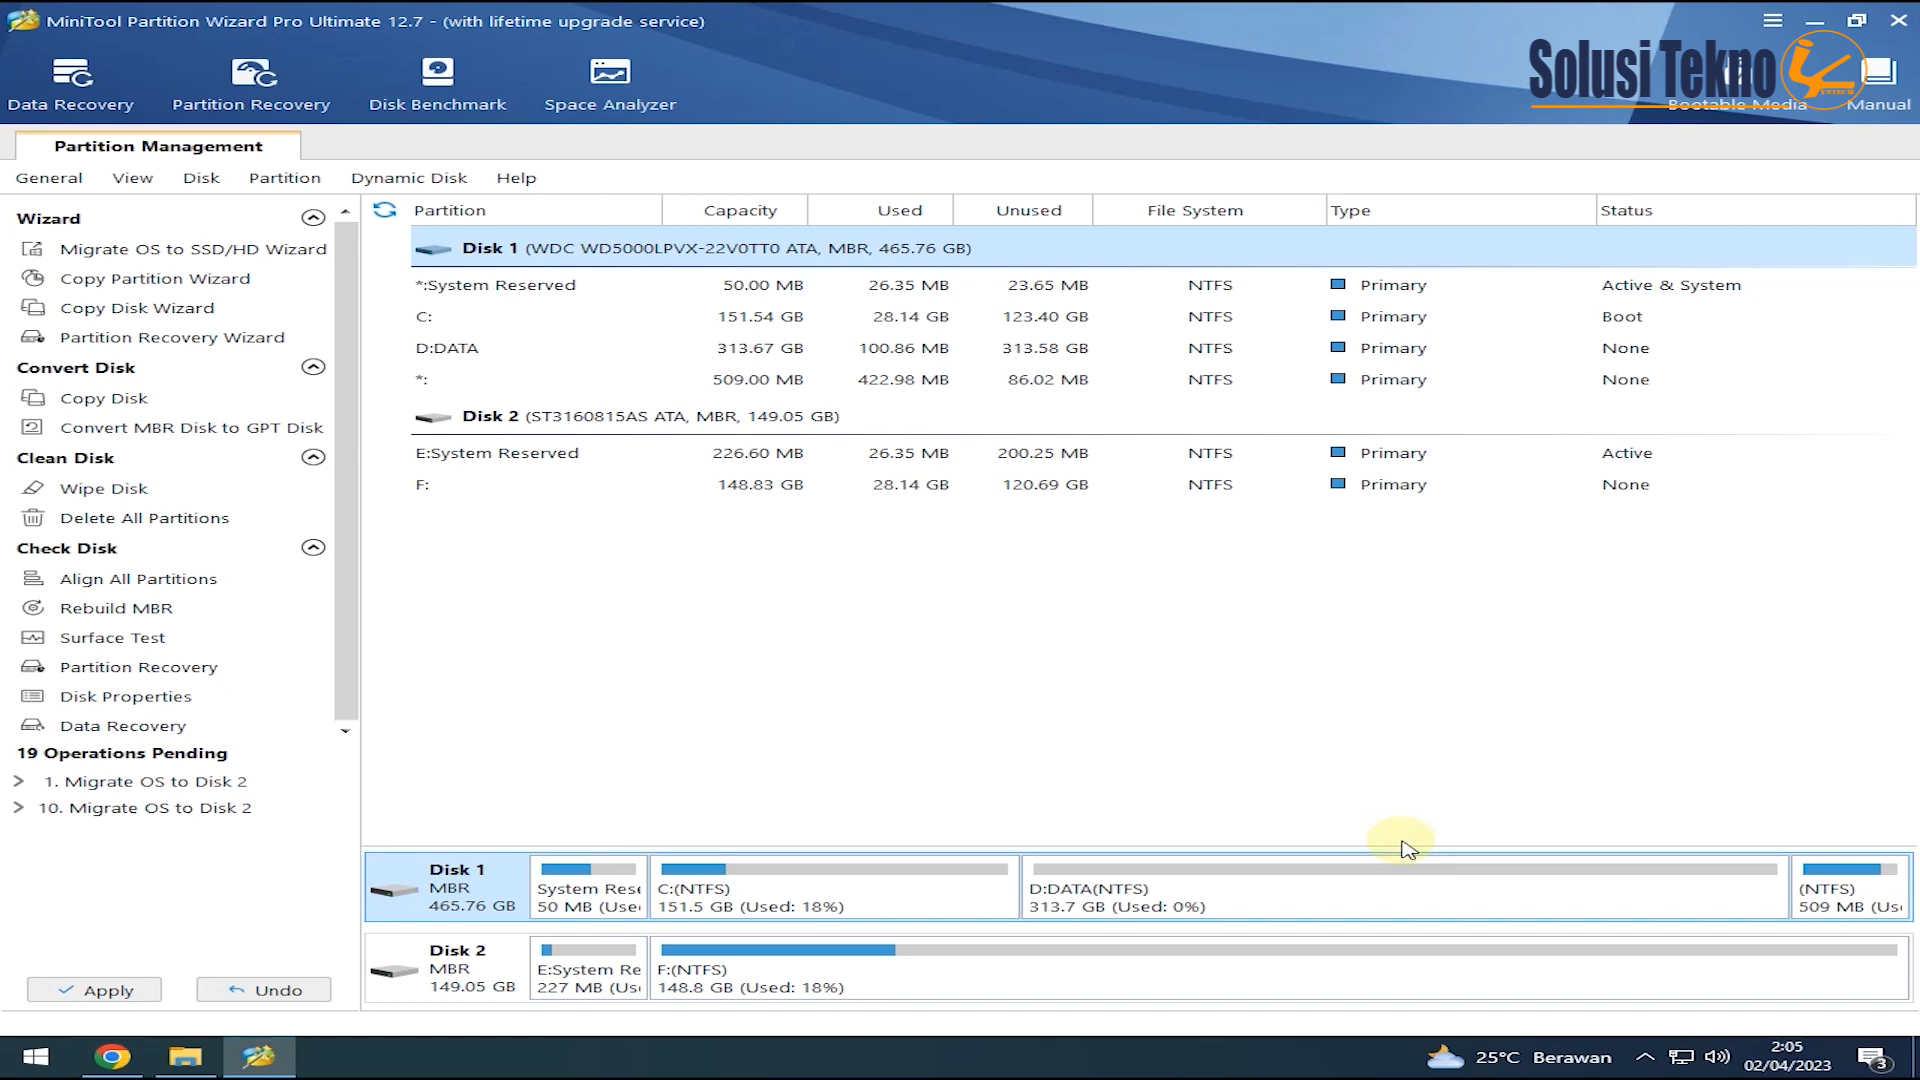 MiniTool Partition Wizard Pro Ultimate 12.7 - (with lifetime upgrade service)
Solusi Tekno
Data Recovery
Partition Recovery
Disk Benchmark
Space Analyzer
Bootable Media
Manual
Partition Management
General View Disk Partition Dynamic Disk Help
Wizard
Migrate OS to SSD/HD Wizard
Copy Partition Wizard
Copy Disk Wizard
Partition Recovery Wizard
Convert Disk
Copy Disk
Convert MBR Disk to GPT Disk
Clean Disk
Wipe Disk
Delete All Partitions
Check Disk
Align All Partitions
Rebuild MBR
Surface Test
Partition Recovery
Disk Properties
Data Recovery
19 Operations Pending
1. Migrate OS to Disk 2
10. Migrate OS to Disk 2
Apply
Undo
Partition Capacity Used Unused File System Type Status
Disk 1 (WDC WD5000LPVX-22V0TT0 ATA, MBR, 465.76 GB)
*:System Reserved 50.00 MB 26.35 MB 23.65 MB NTFS Primary Active & System
C: 151.54 GB 28.14 GB 123.40 GB NTFS Primary Boot
D:DATA 313.67 GB 100.86 MB 313.58 GB NTFS Primary None
*: 509.00 MB 422.98 MB 86.02 MB NTFS Primary None
Disk 2 (ST3160815AS ATA, MBR, 149.05 GB)
E:System Reserved 226.60 MB 26.35 MB 200.25 MB NTFS Primary Active
F: 148.83 GB 28.14 GB 120.69 GB NTFS Primary None
Disk 1
MBR
465.76 GB
System Rese
50 MB (Use
C:(NTFS)
151.5 GB (Used: 18%)
D:DATA(NTFS)
313.7 GB (Used: 0%)
(NTFS)
509 MB (Us
Disk 2
MBR
149.05 GB
E:System Re
227 MB (Us
F:(NTFS)
148.8 GB (Used: 18%)
25°C Berawan
2:05
02/04/2023
3